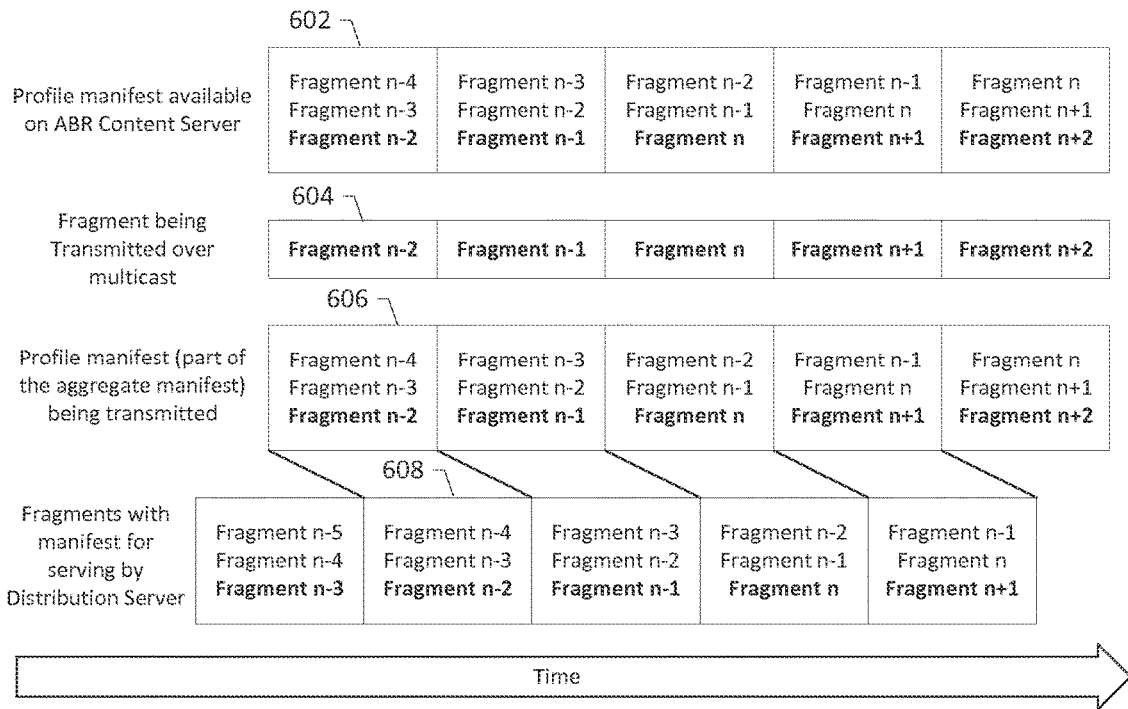 602
Profile manifest available
on ABR Content Server
Fragment n-4 Fragment n-3 Fragment n-2 Fragment n-1 Fragment n
Fragment n-3 Fragment n-2 Fragment n-1 Fragment n Fragment n+1
Fragment n-2 Fragment n-1 Fragment n Fragment n+1 Fragment n+2
604
Fragment being
Transmitted over
multicast
Fragment n-2 Fragment n-1 Fragment n Fragment n+1 Fragment n+2
606
Profile manifest (part of
the aggregate manifest)
being transmitted
Fragment n-4 Fragment n-3 Fragment n-2 Fragment n-1 Fragment n
Fragment n-3 Fragment n-2 Fragment n-1 Fragment n Fragment n+1
Fragment n-2 Fragment n-1 Fragment n Fragment n+1 Fragment n+2
608
Fragments with
manifest for
serving by
Distribution Server
Fragment n-5 Fragment n-4 Fragment n-3 Fragment n-2 Fragment n-1
Fragment n-4 Fragment n-3 Fragment n-2 Fragment n-1 Fragment n
Fragment n-3 Fragment n-2 Fragment n-1 Fragment n Fragment n+1
Time